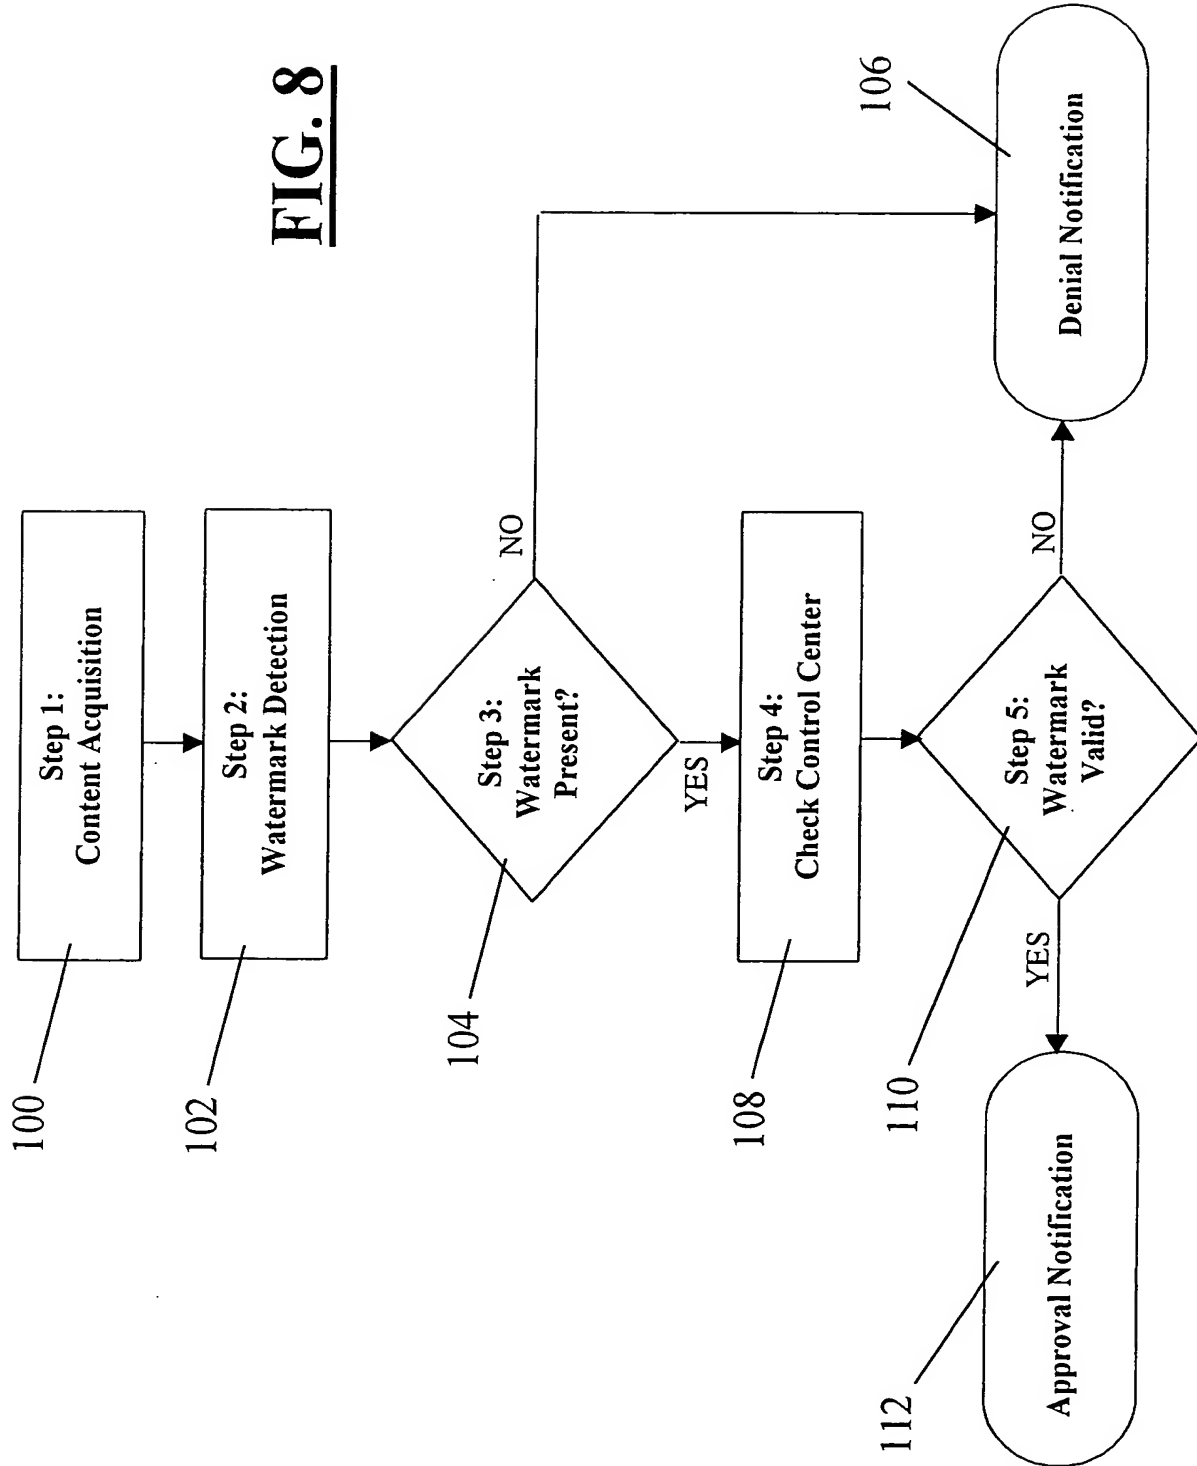 FIG. 8
Step 1:
Content Acquisition
100
Step 2:
Watermark Detection
102
Step 3:
Watermark
Present?
104
NO
YES
106
Denial Notification
Step 4:
Check Control Center
108
Step 5:
Watermark
Valid?
110
NO
YES
Approval Notification
112